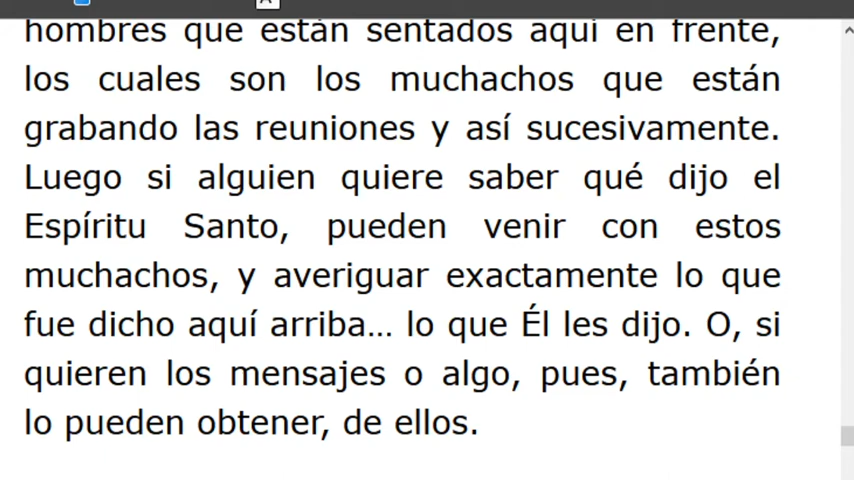 hombres que están sentados aquí en frente,
los cuales son los muchachos que están
grabando las reuniones y así sucesivamente.
Luego si alguien quiere saber qué dijo el
Espíritu Santo, pueden venir con estos
muchachos, y averiguar exactamente lo que
fue dicho aquí arriba… lo que Él les dijo. O, si
quieren los mensajes o algo, pues, también
lo pueden obtener, de ellos.